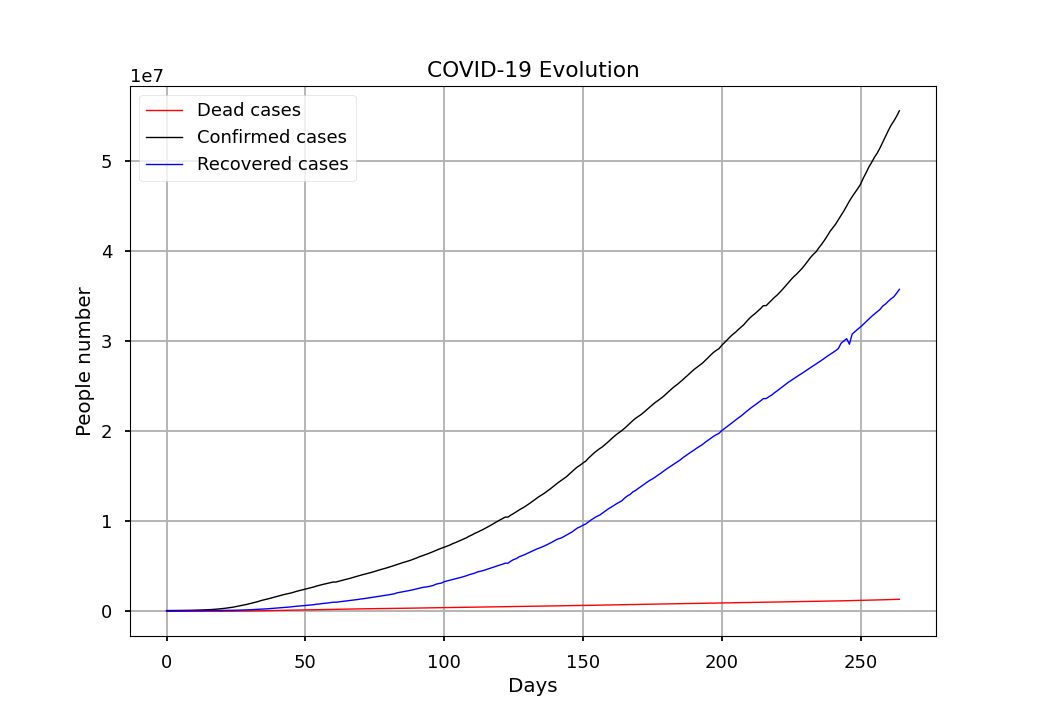 COVID-19 Evolution
1e7
Dead cases
Confirmed cases
Recovered cases
5
4
3
2
1
0
People number
0 50 100 150 200 250
Days